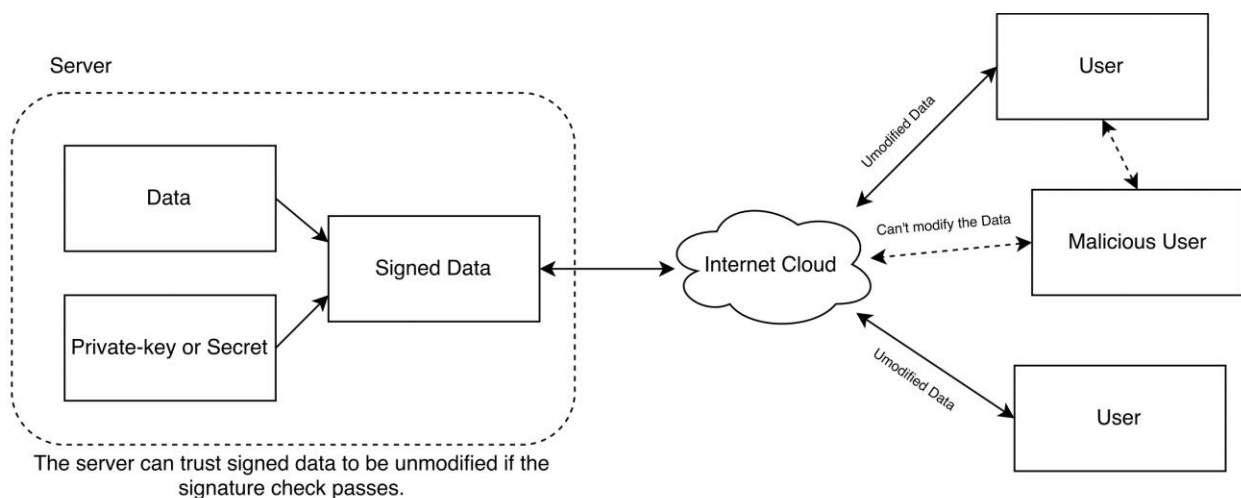 Server
Data
Private-key or Secret
Signed Data
The server can trust signed data to be unmodified if the
signature check passes.
Internet Cloud
Umodified Data
Can't modify the Data
Umodified Data
User
Malicious User
User